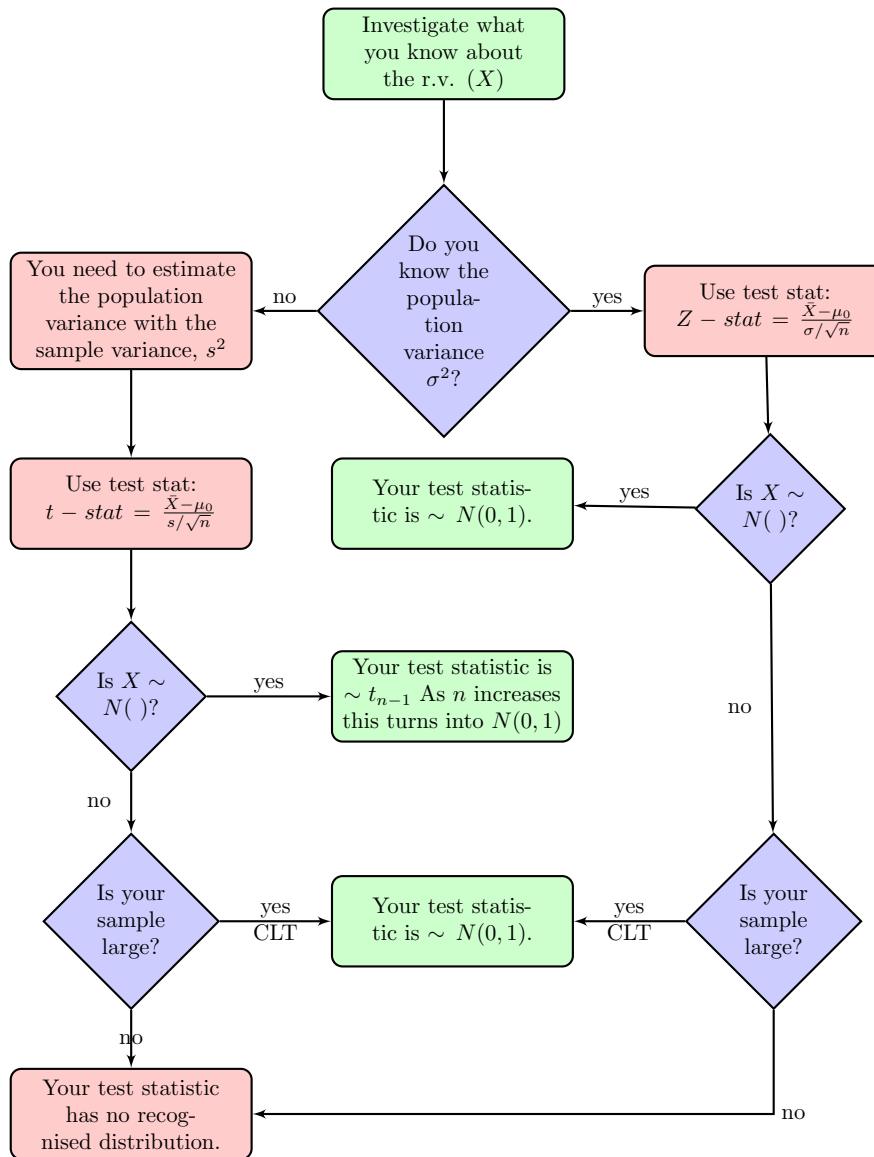 Investigate what
you know about
the r.v. (X)
Do you
know the
popula-
tion
variance
σ²?
no
yes
You need to estimate
the population
variance with the
sample variance, s²
Use test stat:
Z − stat = (X̄−μ₀)/(σ/√n)
Use test stat:
t − stat = (X̄−μ₀)/(s/√n)
Your test statis-
tic is ∼ N(0, 1).
yes
Is X ∼
N( )?
Is X ∼
N( )?
yes
Your test statistic is
∼ tₙ₋₁ As n increases
this turns into N(0, 1)
no
no
Is your
sample
large?
yes
CLT
Your test statis-
tic is ∼ N(0, 1).
yes
CLT
Is your
sample
large?
no
Your test statistic
has no recog-
nised distribution.
no